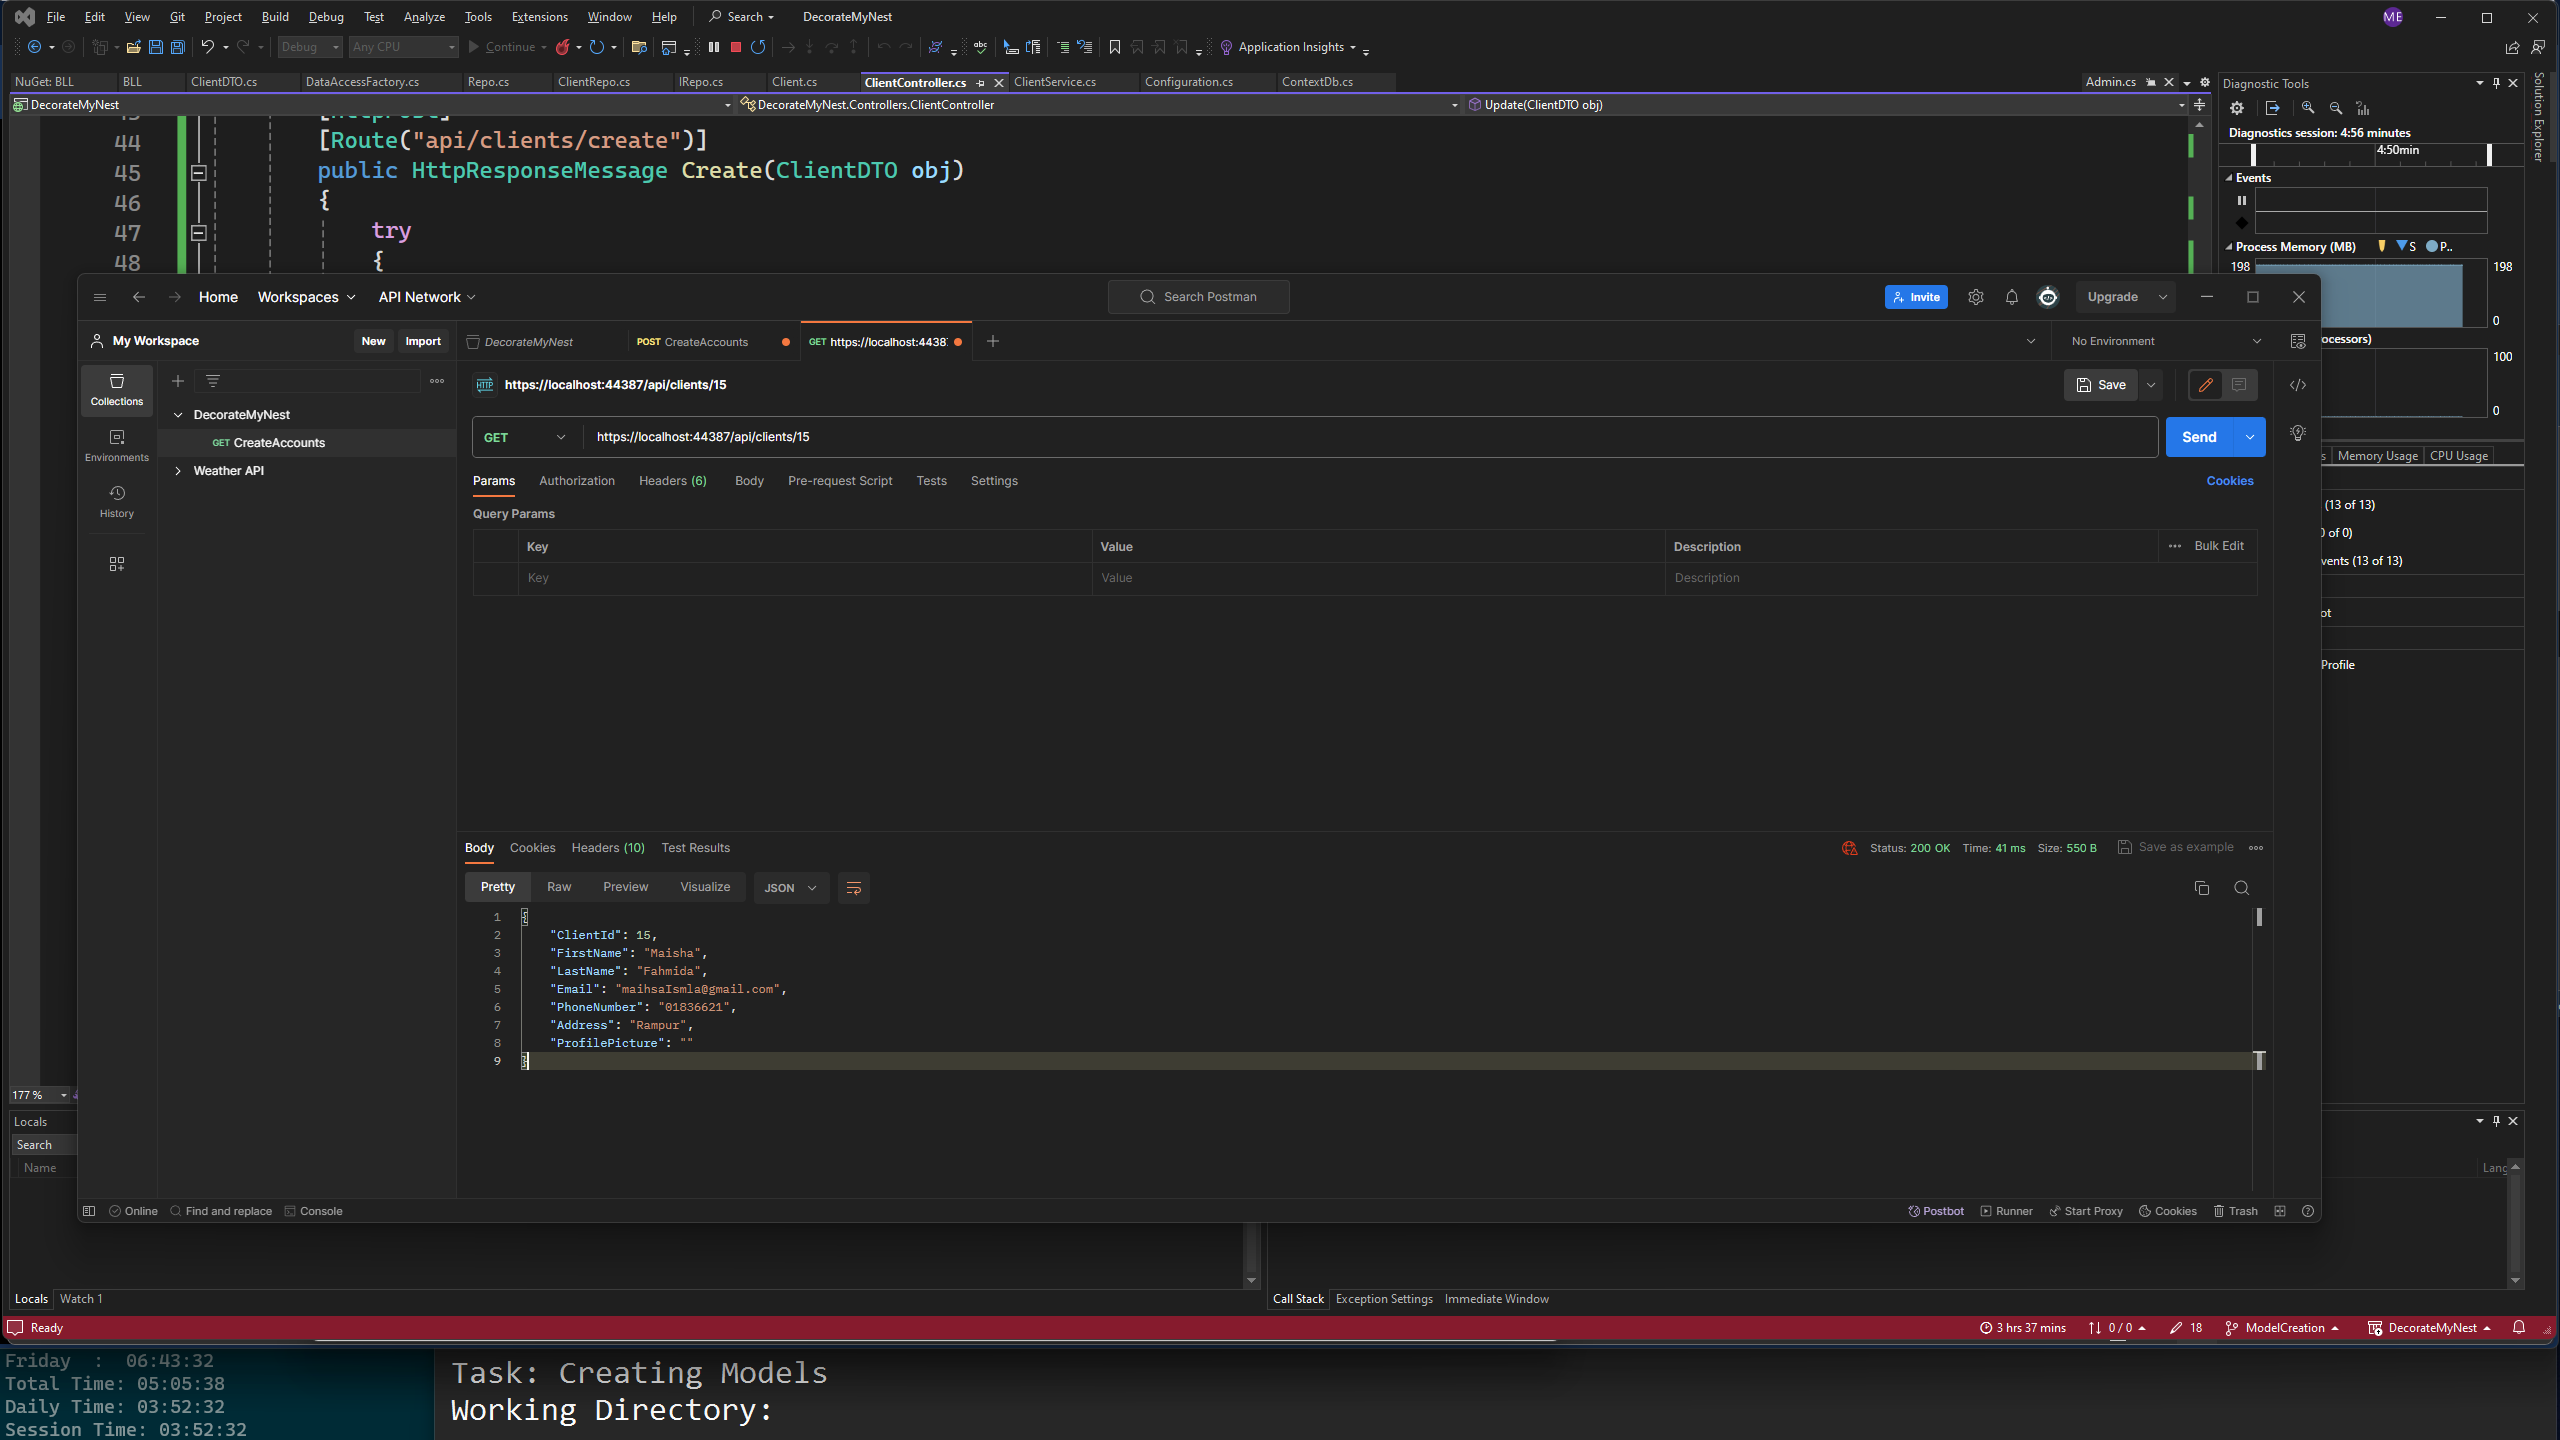 File Edit View Git Project Build Debug Test Analyze Tools Extensions Window Help Search DecorateMyNest ME
Debug Any CPU Continue Application Insights
NuGet: BLL BLL ClientDTO.cs DataAccessFactory.cs Repo.cs ClientRepo.cs IRepo.cs Client.cs ClientController.cs ClientService.cs Configuration.cs ContextDb.cs Admin.cs
DecorateMyNest DecorateMyNest.Controllers.ClientController Update(ClientDTO obj)
Diagnostic Tools
Solution Explorer
Diagnostics session: 4:56 minutes
4:50min
Events
Process Memory (MB) S P..
198 198
0
100
0
44 [Route("api/clients/create")]
45 public HttpResponseMessage Create(ClientDTO obj)
46 {
47 try
48 {
Home Workspaces API Network Search Postman Invite Upgrade
My Workspace New Import DecorateMyNest POST CreateAccounts GET https://localhost:4438 No Environment
Collections
Environments
History
DecorateMyNest
GET CreateAccounts
Weather API
HTTP https://localhost:44387/api/clients/15 Save
GET https://localhost:44387/api/clients/15 Send
Params Authorization Headers (6) Body Pre-request Script Tests Settings Cookies
Query Params
Key Value Description Bulk Edit
Key Value Description
ocessors)
s Memory Usage CPU Usage
(13 of 13)
0 of 0)
vents (13 of 13)
ot
Profile
Body Cookies Headers (10) Test Results Status: 200 OK Time: 41 ms Size: 550 B Save as example
Pretty Raw Preview Visualize JSON
1 {
2 "ClientId": 15,
3 "FirstName": "Maisha",
4 "LastName": "Fahmida",
5 "Email": "maihsaIsmla@gmail.com",
6 "PhoneNumber": "01836621",
7 "Address": "Rampur",
8 "ProfilePicture": ""
9 }
177 %
Locals
Search
Name
Lang
Online Find and replace Console Postbot Runner Start Proxy Cookies Trash
Locals Watch 1 Call Stack Exception Settings Immediate Window
Ready 3 hrs 37 mins 0 / 0 18 ModelCreation DecorateMyNest
Friday : 06:43:32
Total Time: 05:05:38
Daily Time: 03:52:32
Session Time: 03:52:32
Task: Creating Models
Working Directory: